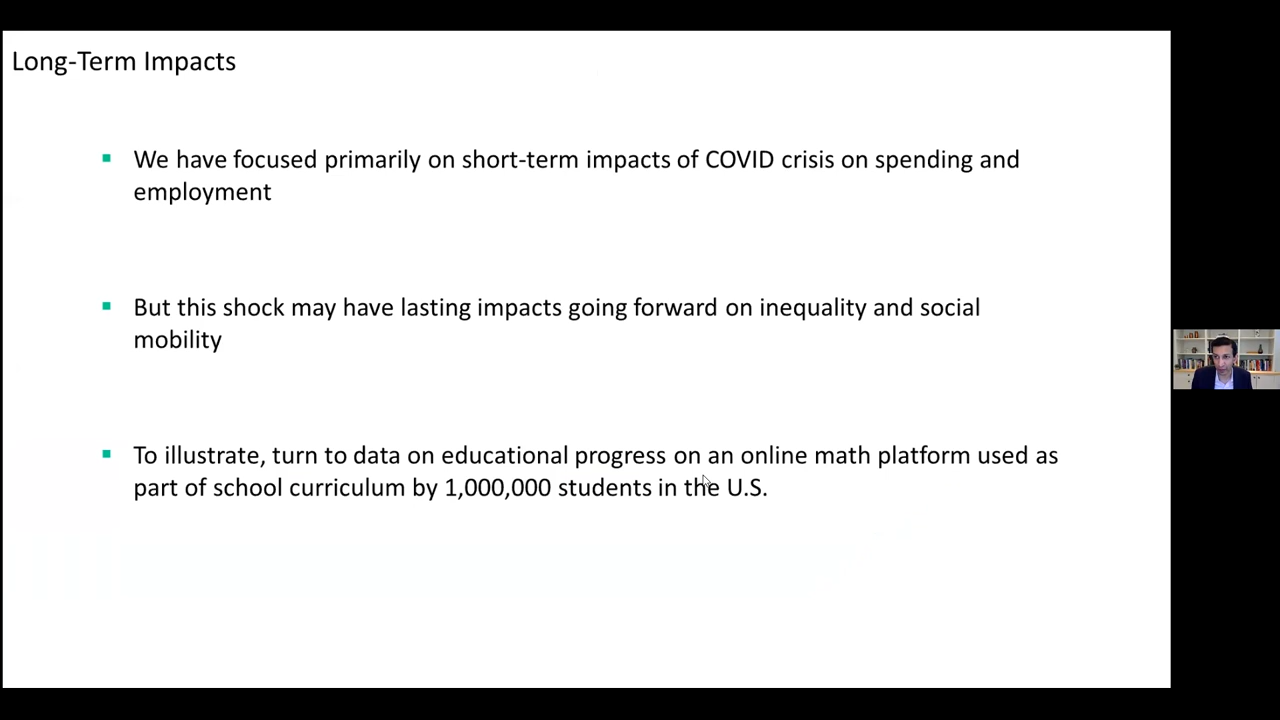 Long-Term Impacts
We have focused primarily on short-term impacts of COVID crisis on spending and
employment
But this shock may have lasting impacts going forward on inequality and social
mobility
To illustrate, turn to data on educational progress on an online math platform used as
part of school curriculum by 1,000,000 students in the U.S.